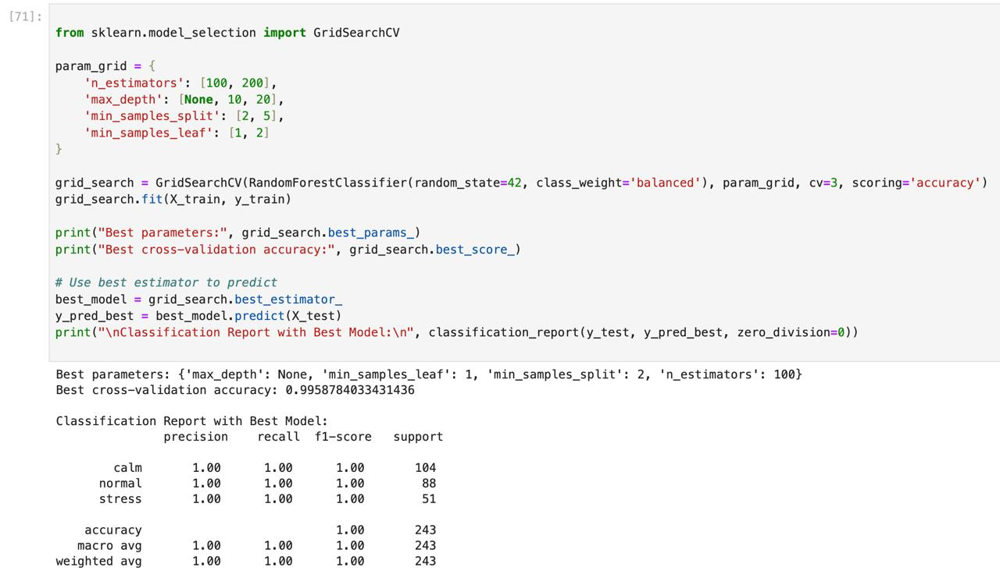 [71]:
from sklearn.model_selection import GridSearchCV
param_grid = {
    'n_estimators': [100, 200],
    'max_depth': [None, 10, 20],
    'min_samples_split': [2, 5],
    'min_samples_leaf': [1, 2]
}
grid_search = GridSearchCV(RandomForestClassifier(random_state=42, class_weight='balanced'), param_grid, cv=3, scoring='accuracy')
grid_search.fit(X_train, y_train)
print("Best parameters:", grid_search.best_params_)
print("Best cross-validation accuracy:", grid_search.best_score_)
# Use best estimator to predict
best_model = grid_search.best_estimator_
y_pred_best = best_model.predict(X_test)
print("\nClassification Report with Best Model:\n", classification_report(y_test, y_pred_best, zero_division=0))
Best parameters: {'max_depth': None, 'min_samples_leaf': 1, 'min_samples_split': 2, 'n_estimators': 100}
Best cross-validation accuracy: 0.9958784033431436
Classification Report with Best Model:
               precision    recall  f1-score   support
        calm       1.00      1.00      1.00       104
      normal       1.00      1.00      1.00        88
      stress       1.00      1.00      1.00        51
    accuracy                           1.00       243
   macro avg       1.00      1.00      1.00       243
weighted avg       1.00      1.00      1.00       243